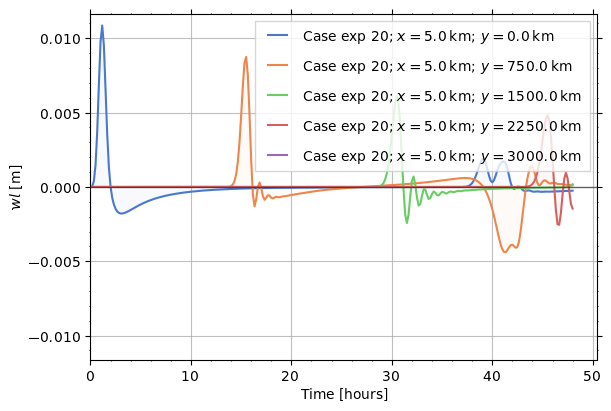 0.010
0.005
0.000
−0.005
−0.010
wl [m]
Case exp 20; x = 5.0 km; y = 0.0 km
Case exp 20; x = 5.0 km; y = 750.0 km
Case exp 20; x = 5.0 km; y = 1500.0 km
Case exp 20; x = 5.0 km; y = 2250.0 km
Case exp 20; x = 5.0 km; y = 3000.0 km
0 10 20 30 40 50
Time [hours]